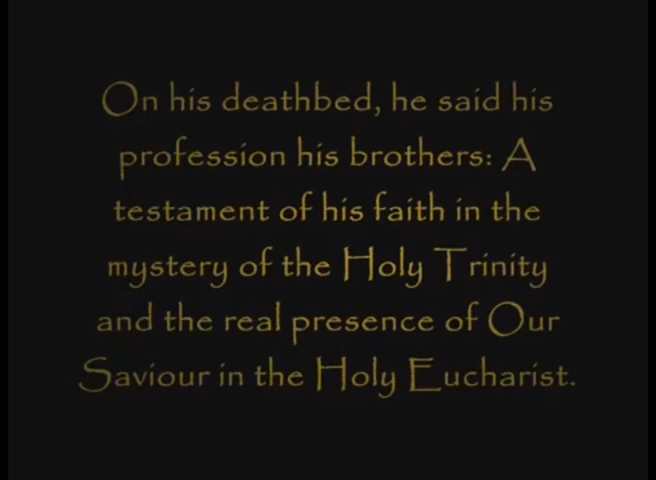 On his deathbed, he said his
profession his brothers: A
testament of his faith in the
mystery of the Holy Trinity
and the real presence of Our
Saviour in the Holy Eucharist.